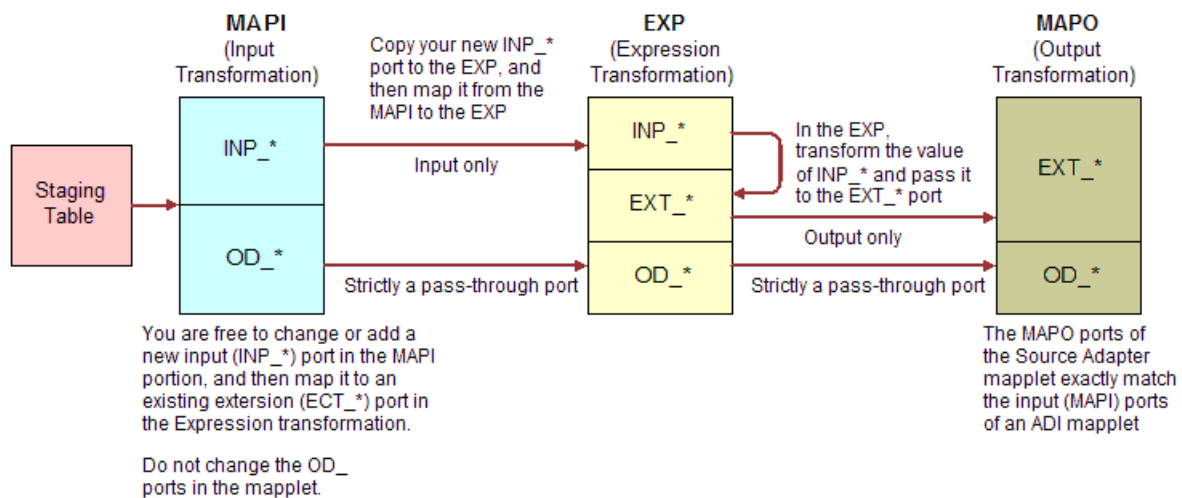 MAPI
(Input
Transformation)
Copy your new INP_*
port to the EXP, and
then map it from the
MAPI to the EXP
EXP
(Expression
Transformation)
MAPO
(Output
Transformation)
Staging
Table
INP_*
OD_*
Input only
Strictly a pass-through port
INP_*
EXT_*
OD_*
In the EXP,
transform the value
of INP_* and pass it
to the EXT_* port
Output only
Strictly a pass-through port
EXT_*
OD_*
You are free to change or add a
new input (INP_*) port in the MAPI
portion, and then map it to an
existing extersion (ECT_*) port in
the Expression transformation.
Do not change the OD_
ports in the mapplet.
The MAPO ports of
the Source Adapter
mapplet exactly match
the input (MAPI) ports
of an ADI mapplet